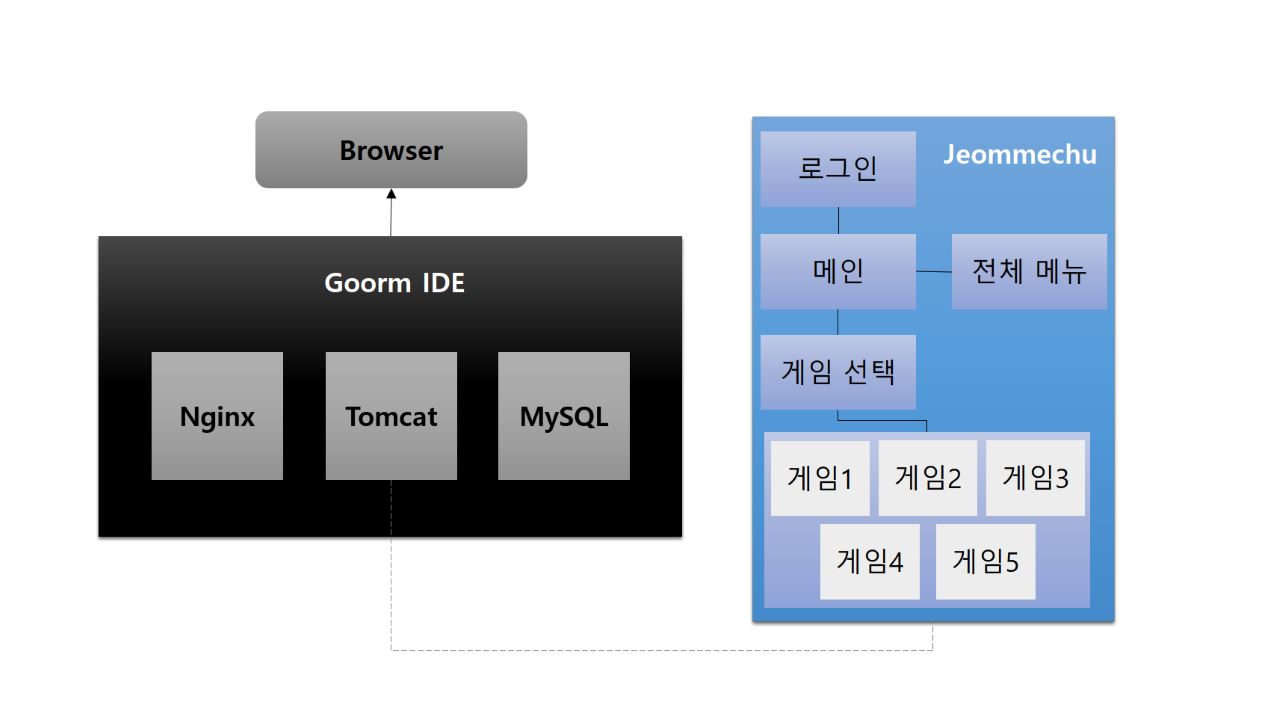 Browser
Goorm IDE
Nginx
Tomcat
MySQL
Jeommechu
로그인
메인
전체 메뉴
게임 선택
게임1
게임2
게임3
게임4
게임5